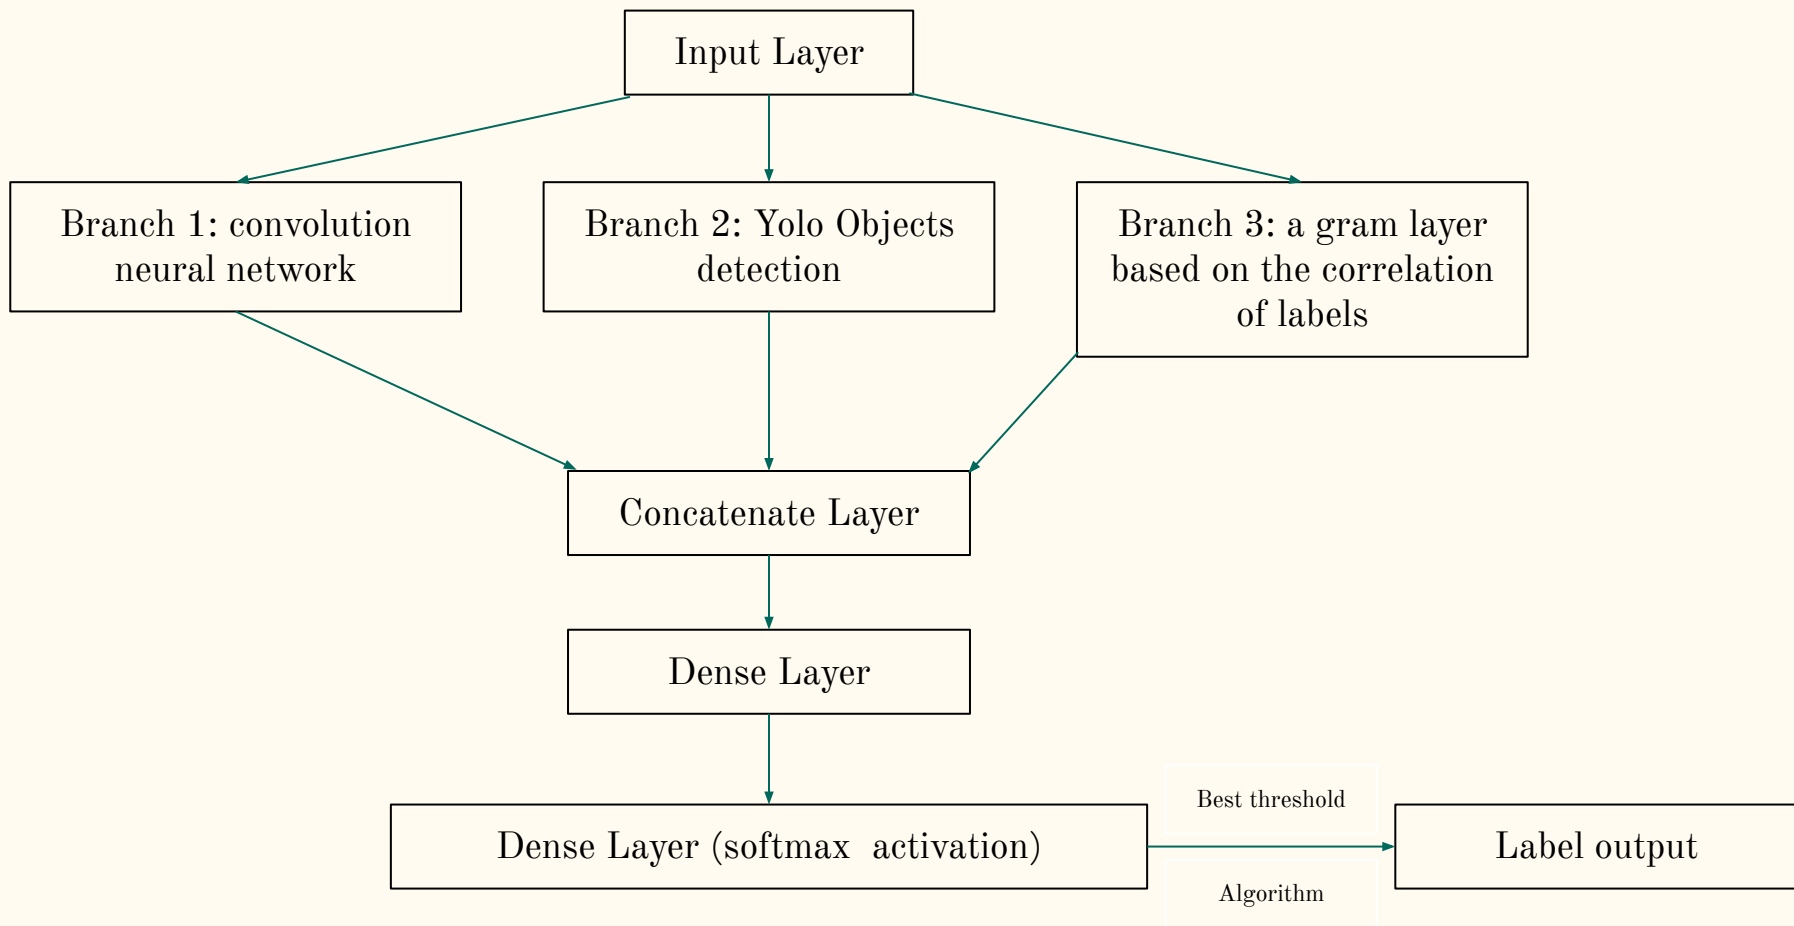 Input Layer
Branch 1: convolution
neural network
Branch 2: Yolo Objects
detection
Branch 3: a gram layer
based on the correlation
of labels
Concatenate Layer
Dense Layer
Dense Layer (softmax  activation)
Best threshold
Algorithm
Label output